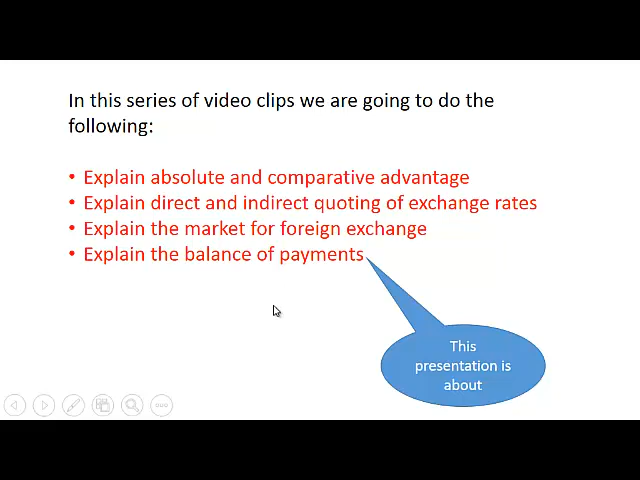 In this series of video clips we are going to do the
following:
• Explain absolute and comparative advantage
• Explain direct and indirect quoting of exchange rates
• Explain the market for foreign exchange
• Explain the balance of payments
This
presentation is
about